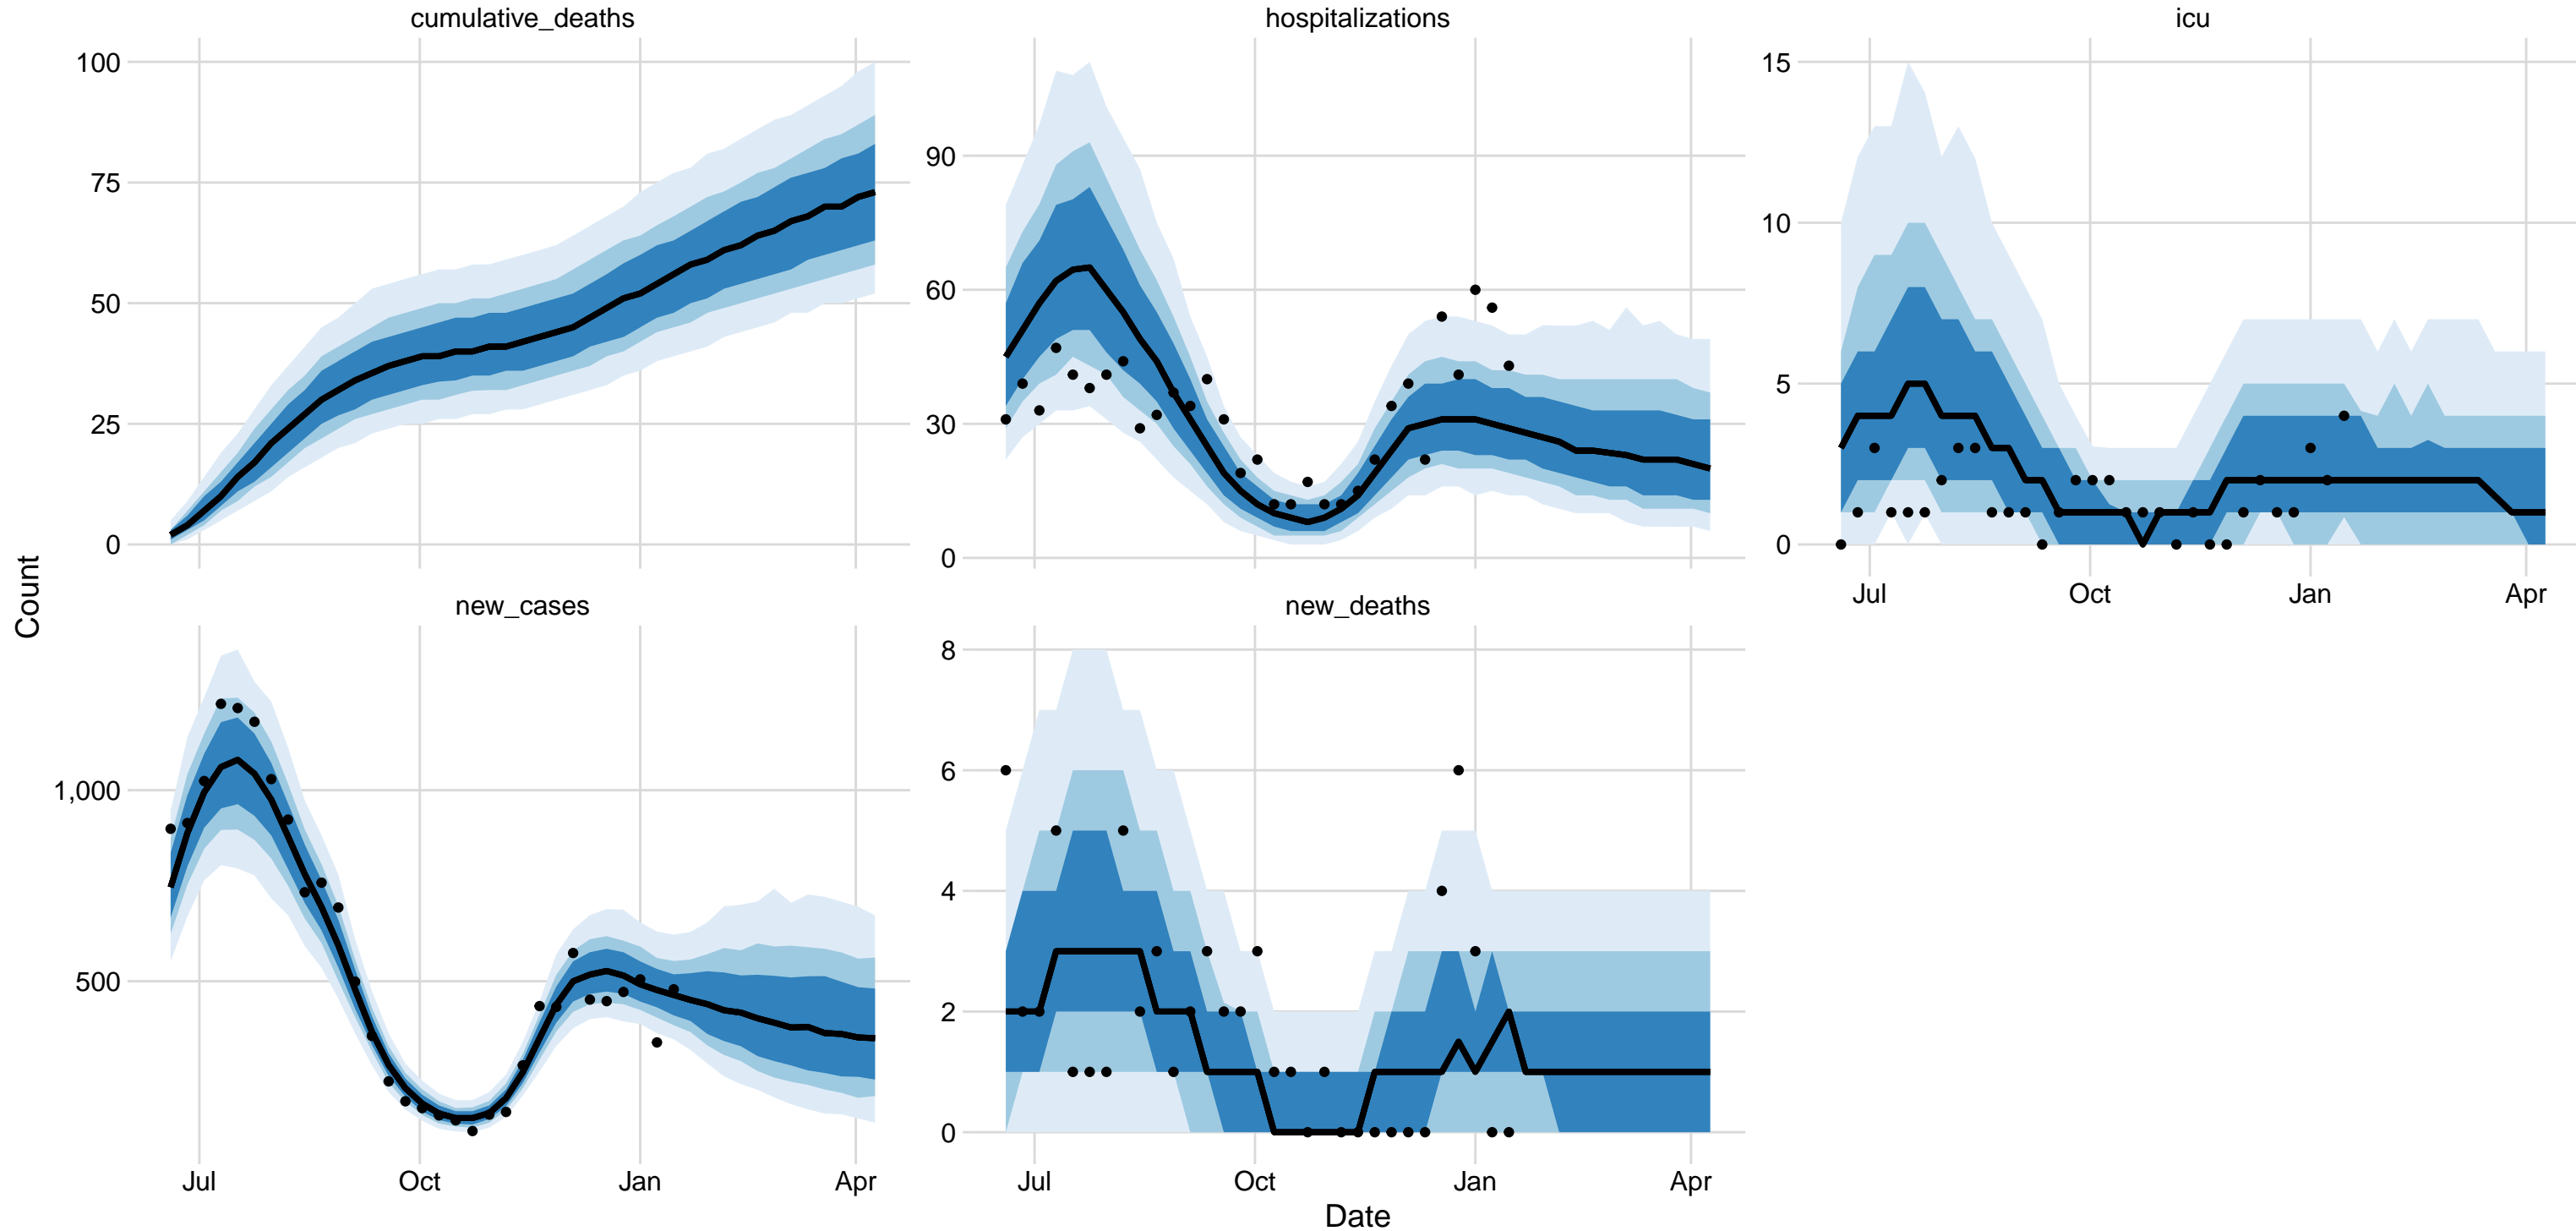 cumulative_deaths
hospitalizations
icu
100
75
50
25
0
90
60
30
0
15
10
5
0
Jul Oct Jan Apr
Count
new_cases
new_deaths
1,000
500
8
6
4
2
0
Jul Oct Jan Apr
Jul Oct Jan Apr
Date